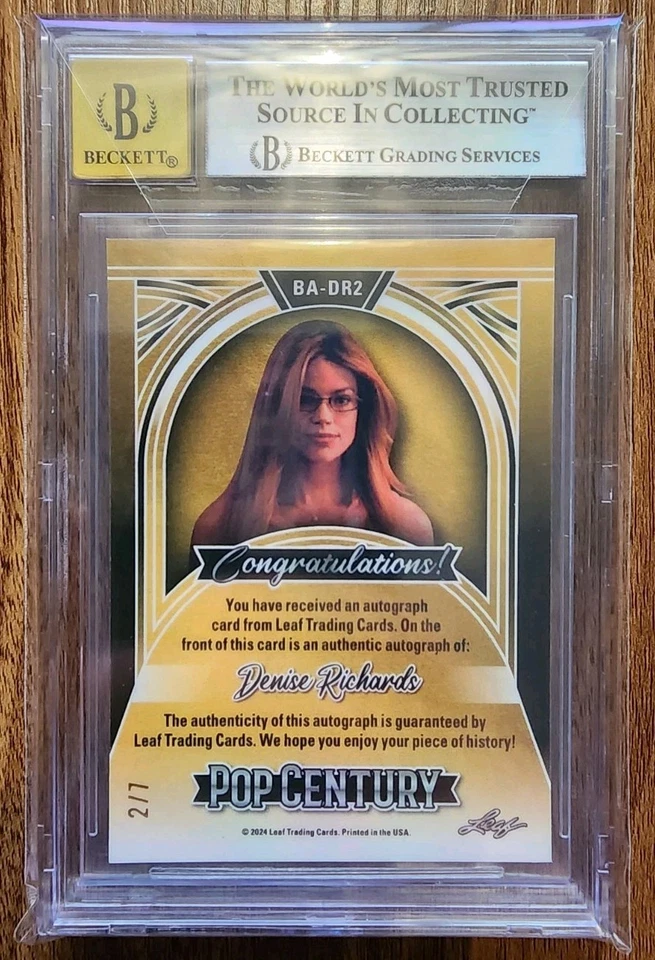 B
BECKETT®
THE WORLD'S MOST TRUSTED
SOURCE IN COLLECTING™
B BECKETT GRADING SERVICES
BA-DR2
Congratulations!
You have received an autograph
card from Leaf Trading Cards. On the
front of this card is an authentic autograph of:
Denise Richards
The authenticity of this autograph is guaranteed by
Leaf Trading Cards. We hope you enjoy your piece of history!
POP CENTURY
2/7
© 2024 Leaf Trading Cards. Printed in the USA.
Leaf